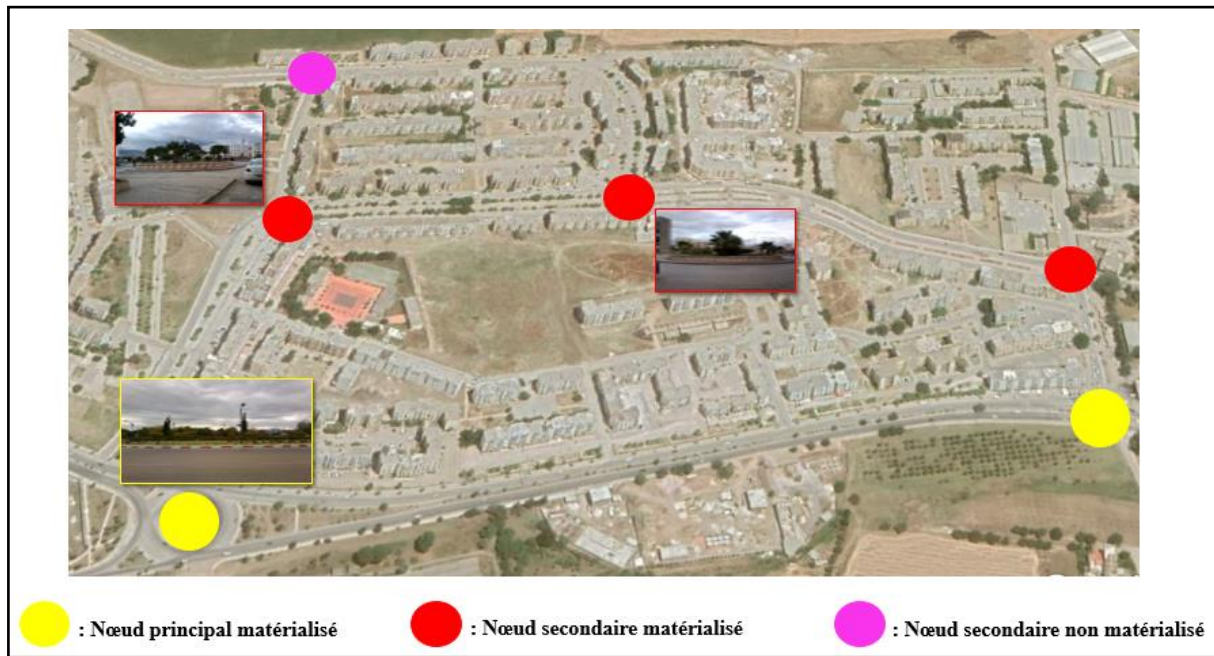 : Nœud principal matérialisé
: Nœud secondaire matérialisé
: Nœud secondaire non matérialisé